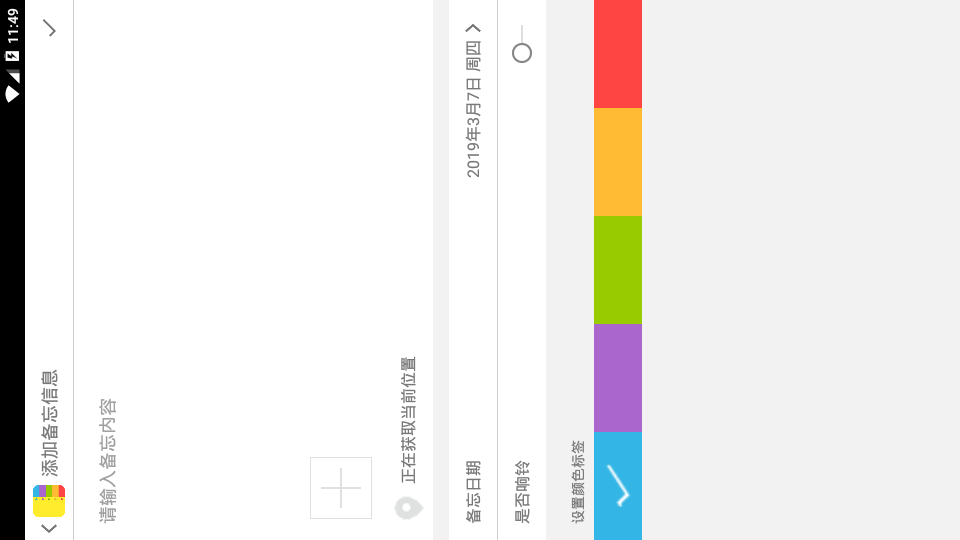 11:49
添加备忘信息
请输入备忘内容
正在获取当前位置
备忘日期 2019年3月7日 周四
是否响铃
设置颜色标签